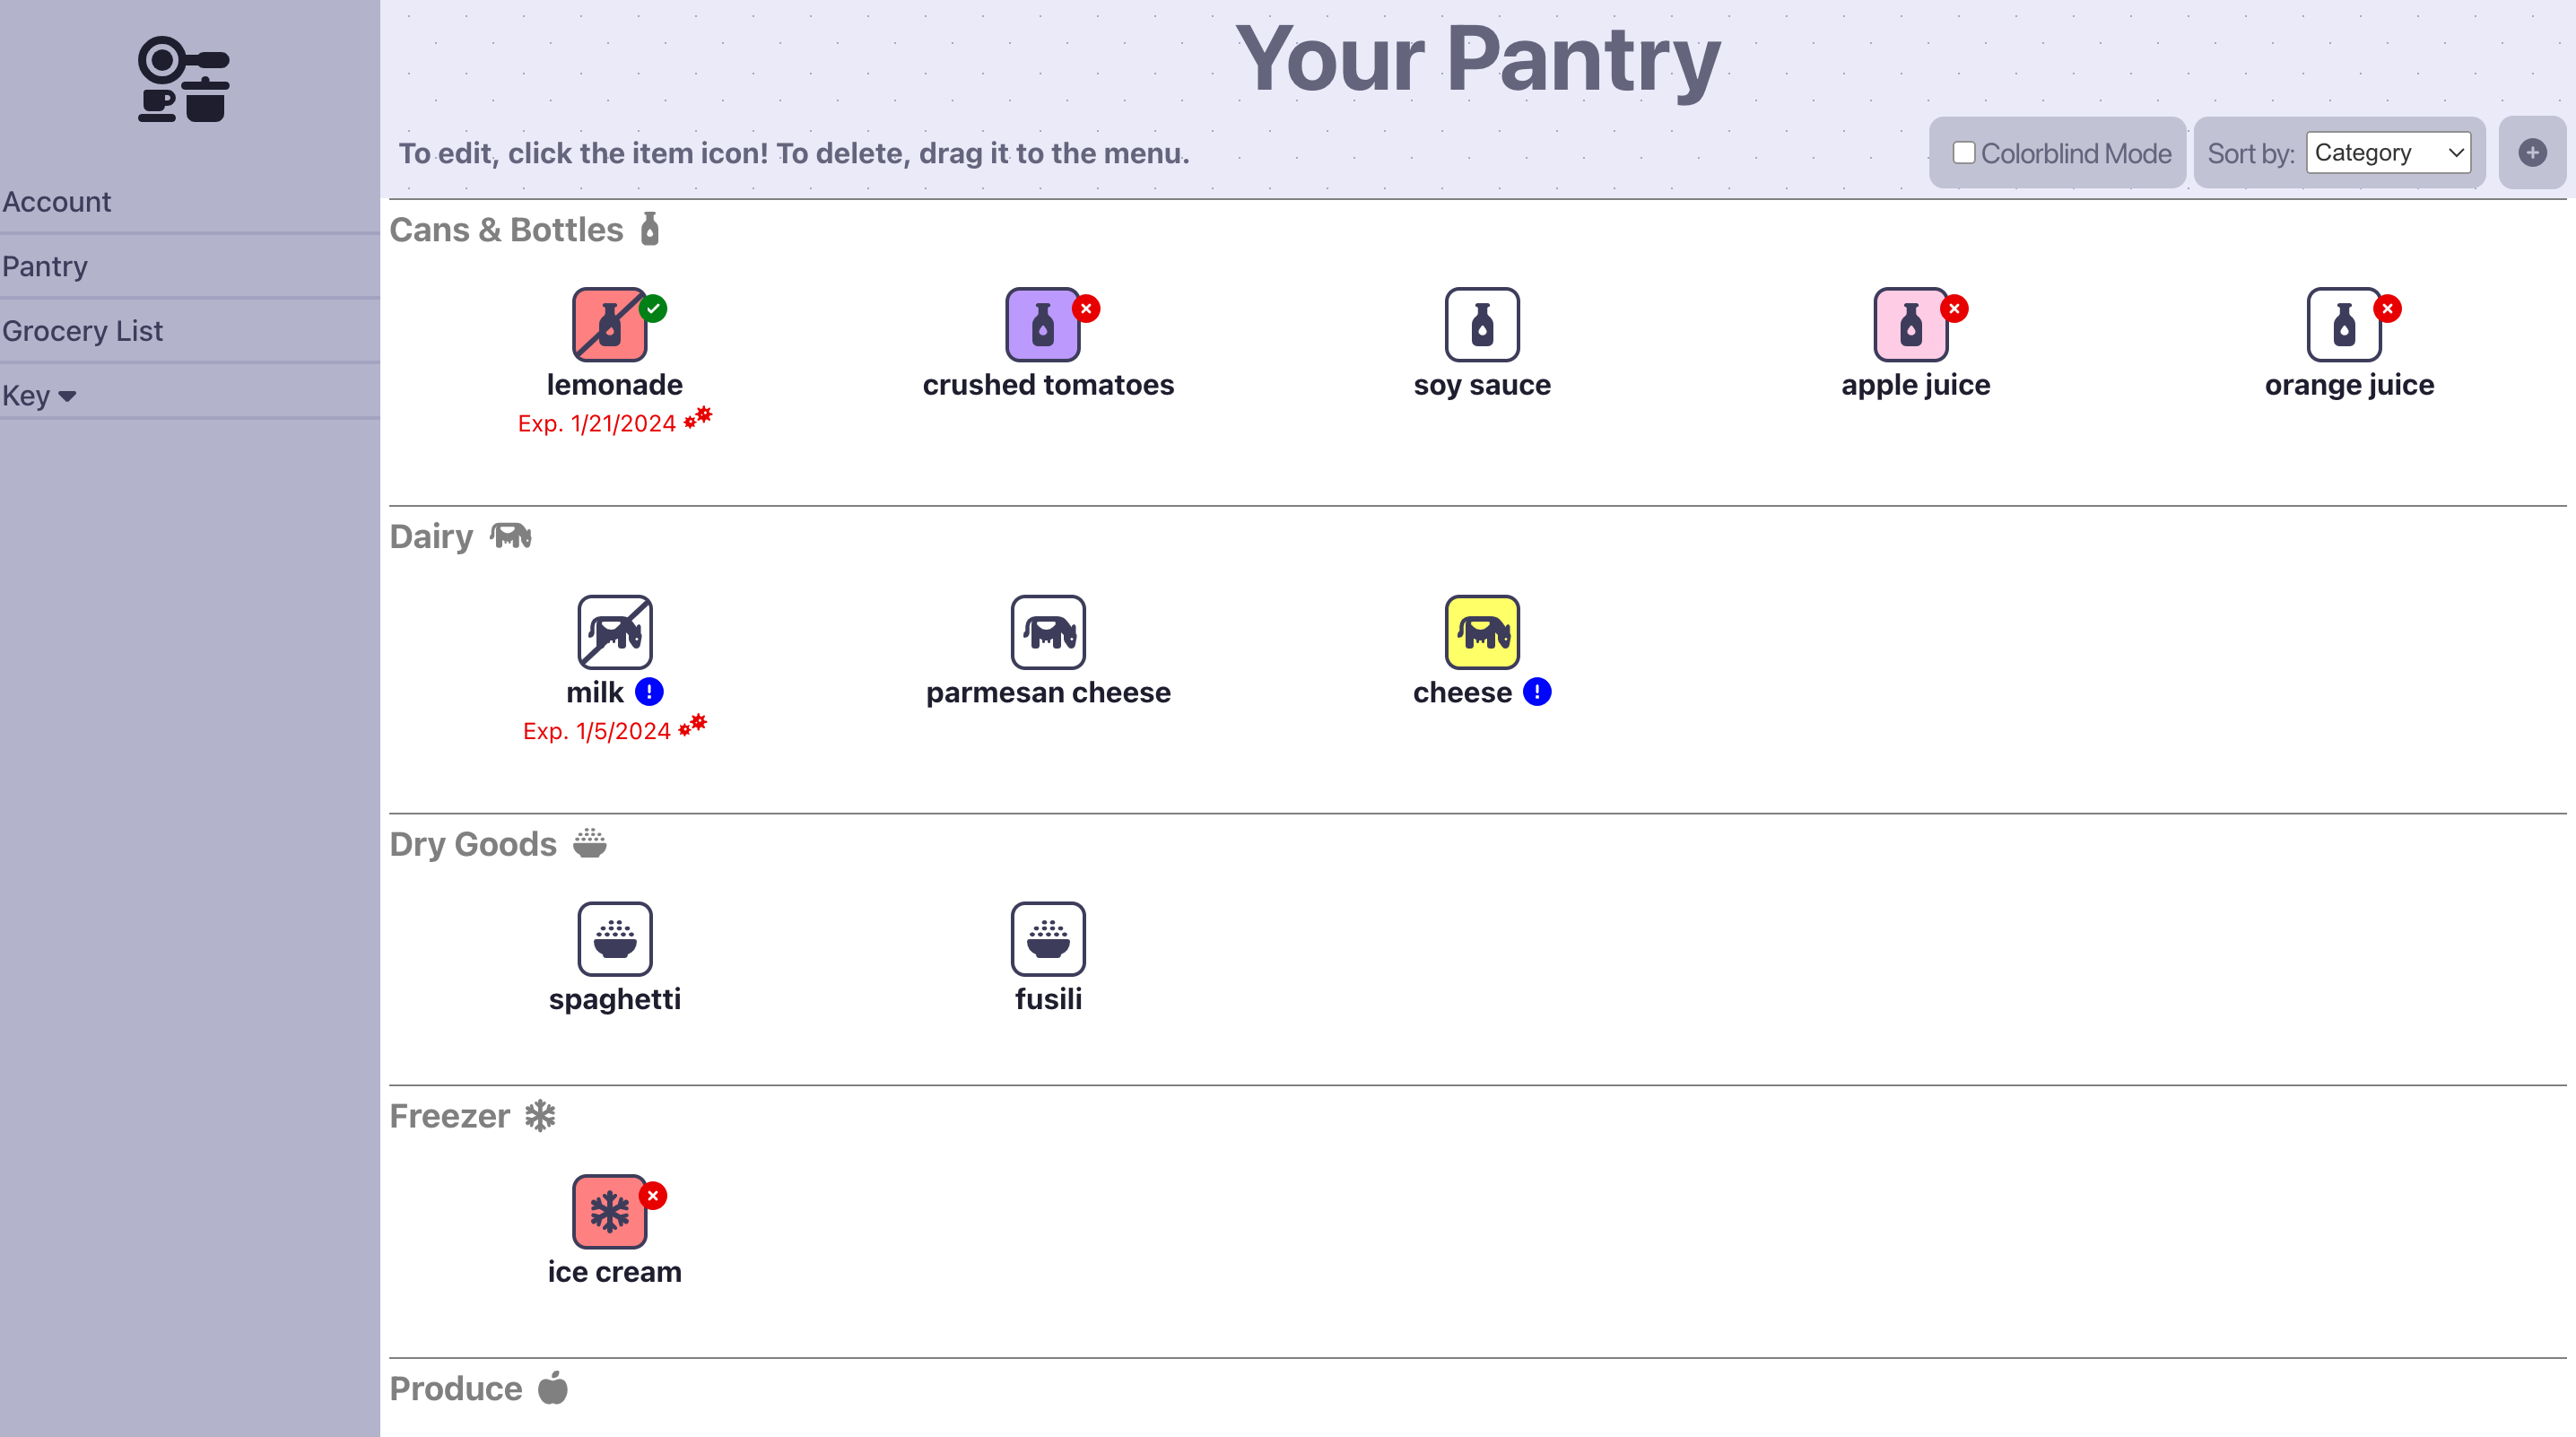 Your Pantry
To edit, click the item icon! To delete, drag it to the menu.
Colorblind Mode
Sort by: Category
Account
Pantry
Grocery List
Key
Cans & Bottles
lemonade
Exp. 1/21/2024
crushed tomatoes
soy sauce
apple juice
orange juice
Dairy
milk
Exp. 1/5/2024
parmesan cheese
cheese
Dry Goods
spaghetti
fusili
Freezer
ice cream
Produce